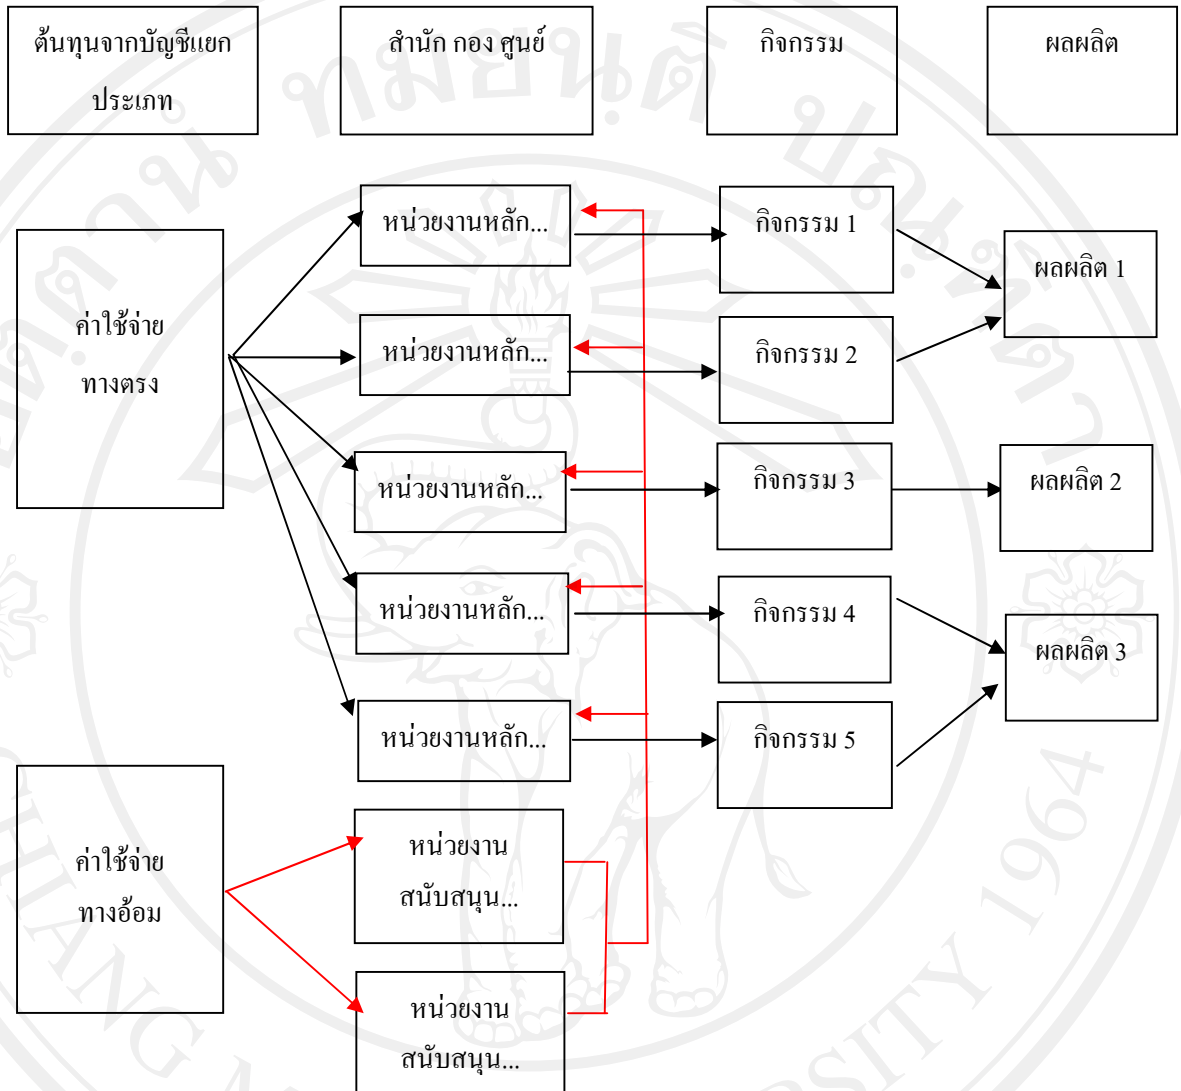 ต้นทุนจากบัญชีแยก
ประเภท
สำนัก กอง ศูนย์
กิจกรรม
ผลผลิต
ค่าใช้จ่าย
ทางตรง
หน่วยงานหลัก...
หน่วยงานหลัก...
หน่วยงานหลัก...
หน่วยงานหลัก...
หน่วยงานหลัก...
กิจกรรม 1
กิจกรรม 2
กิจกรรม 3
กิจกรรม 4
กิจกรรม 5
ผลผลิต 1
ผลผลิต 2
ผลผลิต 3
ค่าใช้จ่าย
ทางอ้อม
หน่วยงาน
สนับสนุน...
หน่วยงาน
สนับสนุน...
1964